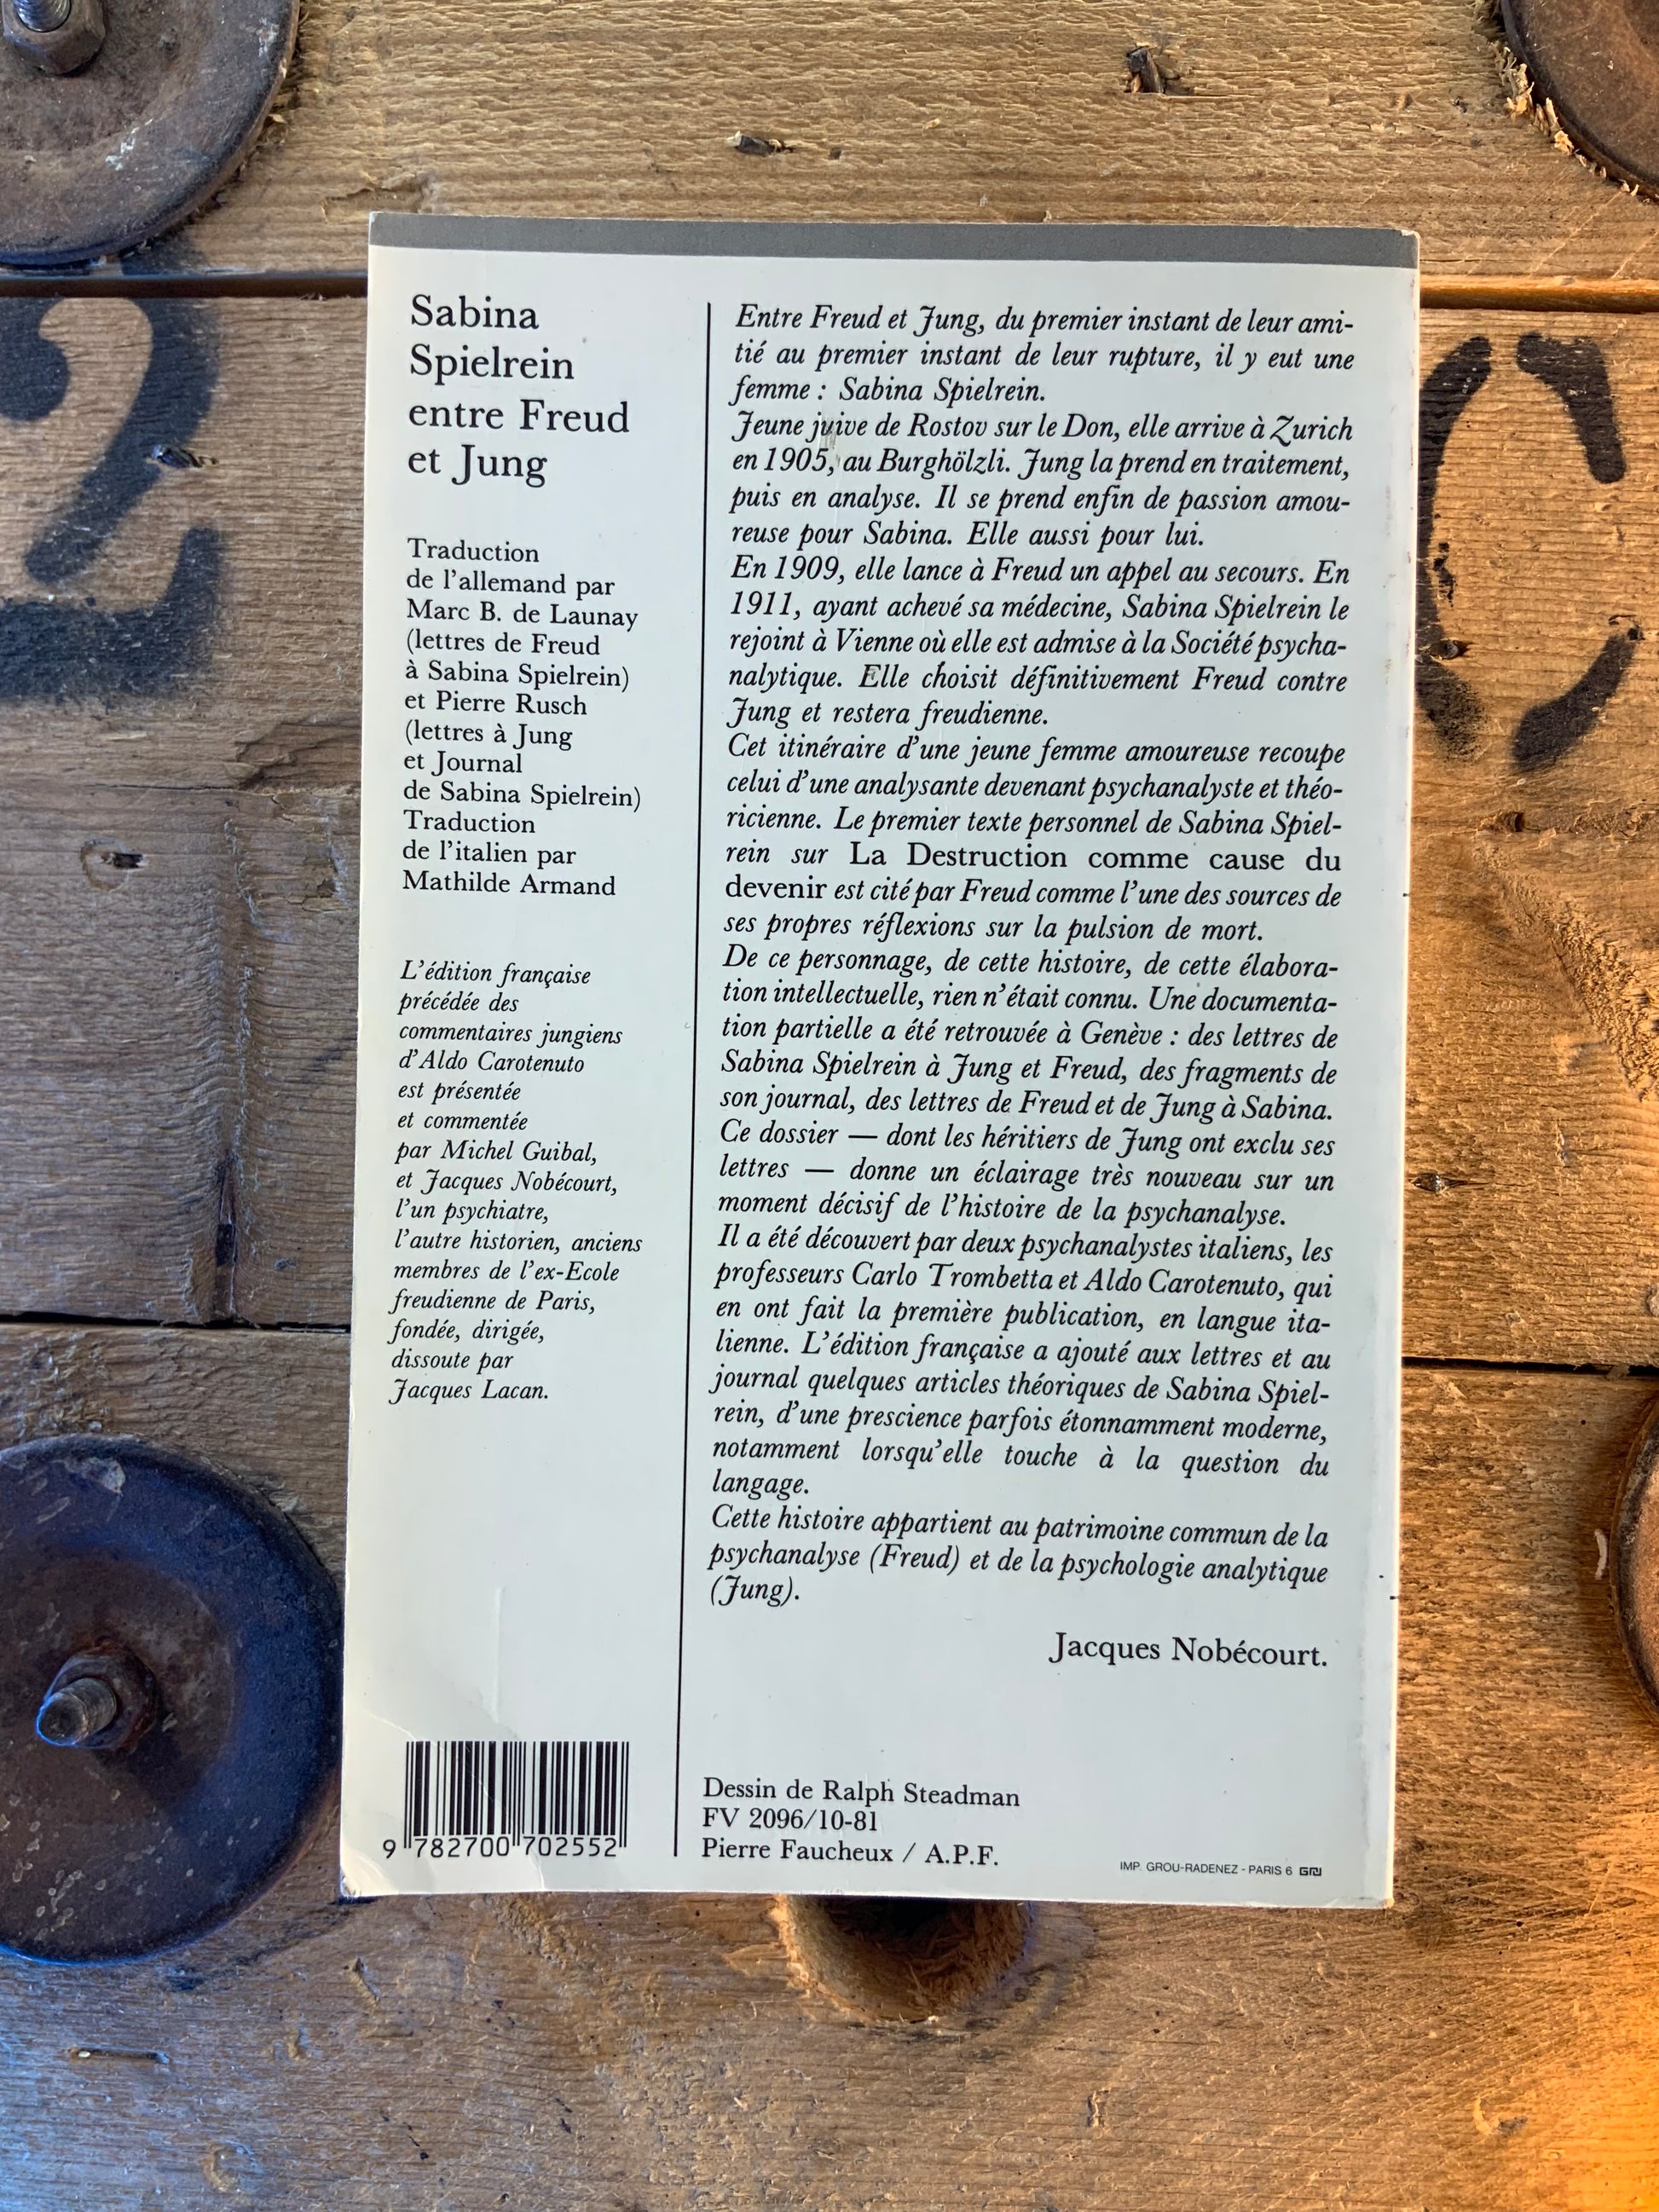 2
C
Sabina
Spielrein
entre Freud
et Jung
Traduction
de l'allemand par
Marc B. de Launay
(lettres de Freud
à Sabina Spielrein)
et Pierre Rusch
(lettres à Jung
et Journal
de Sabina Spielrein)
Traduction
de l'italien par
Mathilde Armand
L'édition française
précédée des
commentaires jungiens
d'Aldo Carotenuto
est présentée
et commentée
par Michel Guibal,
et Jacques Nobécourt,
l'un psychiatre,
l'autre historien, anciens
membres de l'ex-Ecole
freudienne de Paris,
fondée, dirigée,
dissoute par
Jacques Lacan.
9 782700 702552
Entre Freud et Jung, du premier instant de leur ami-
tié au premier instant de leur rupture, il y eut une
femme : Sabina Spielrein.
Jeune juive de Rostov sur le Don, elle arrive à Zurich
en 1905, au Burghölzli. Jung la prend en traitement,
puis en analyse. Il se prend enfin de passion amou-
reuse pour Sabina. Elle aussi pour lui.
En 1909, elle lance à Freud un appel au secours. En
1911, ayant achevé sa médecine, Sabina Spielrein le
rejoint à Vienne où elle est admise à la Société psycha-
nalytique. Elle choisit définitivement Freud contre
Jung et restera freudienne.
Cet itinéraire d'une jeune femme amoureuse recoupe
celui d'une analysante devenant psychanalyste et théo-
ricienne. Le premier texte personnel de Sabina Spiel-
rein sur La Destruction comme cause du
devenir est cité par Freud comme l'une des sources de
ses propres réflexions sur la pulsion de mort.
De ce personnage, de cette histoire, de cette élabora-
tion intellectuelle, rien n'était connu. Une documenta-
tion partielle a été retrouvée à Genève : des lettres de
Sabina Spielrein à Jung et Freud, des fragments de
son journal, des lettres de Freud et de Jung à Sabina.
Ce dossier — dont les héritiers de Jung ont exclu ses
lettres — donne un éclairage très nouveau sur un
moment décisif de l'histoire de la psychanalyse.
Il a été découvert par deux psychanalystes italiens, les
professeurs Carlo Trombetta et Aldo Carotenuto, qui
en ont fait la première publication, en langue ita-
lienne. L'édition française a ajouté aux lettres et au
journal quelques articles théoriques de Sabina Spiel-
rein, d'une prescience parfois étonnamment moderne,
notamment lorsqu'elle touche à la question du
langage.
Cette histoire appartient au patrimoine commun de la
psychanalyse (Freud) et de la psychologie analytique
(Jung).
Jacques Nobécourt.
Dessin de Ralph Steadman
FV 2096/10-81
Pierre Faucheux / A.P.F.
IMP. GROU-RADENEZ - PARIS 6 GRN